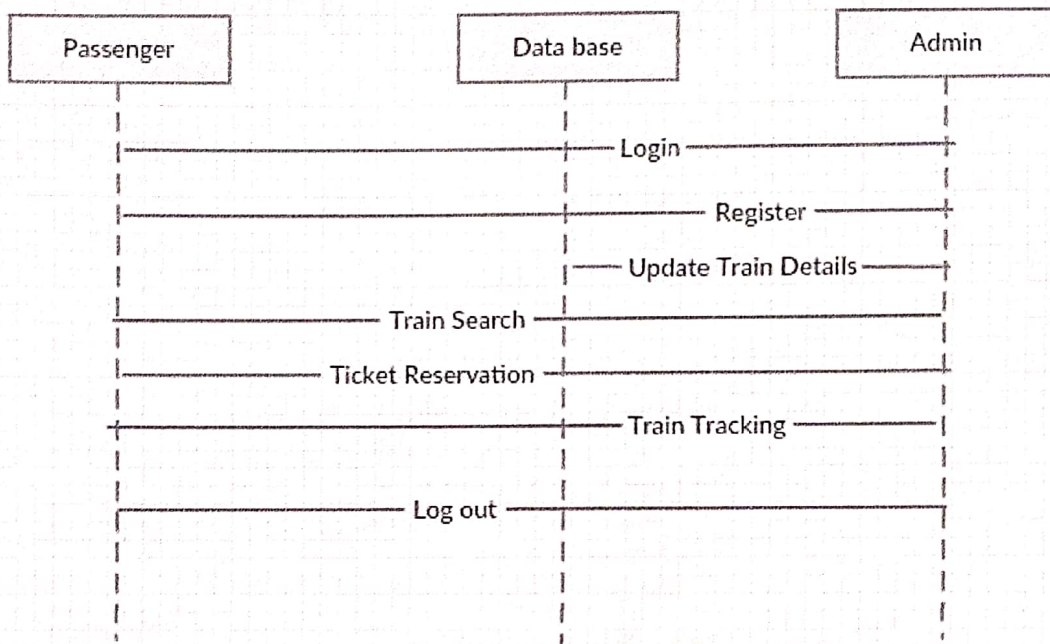 Passenger
Data base
Admin
Login
Register
Update Train Details
Train Search
Ticket Reservation
Train Tracking
Log out